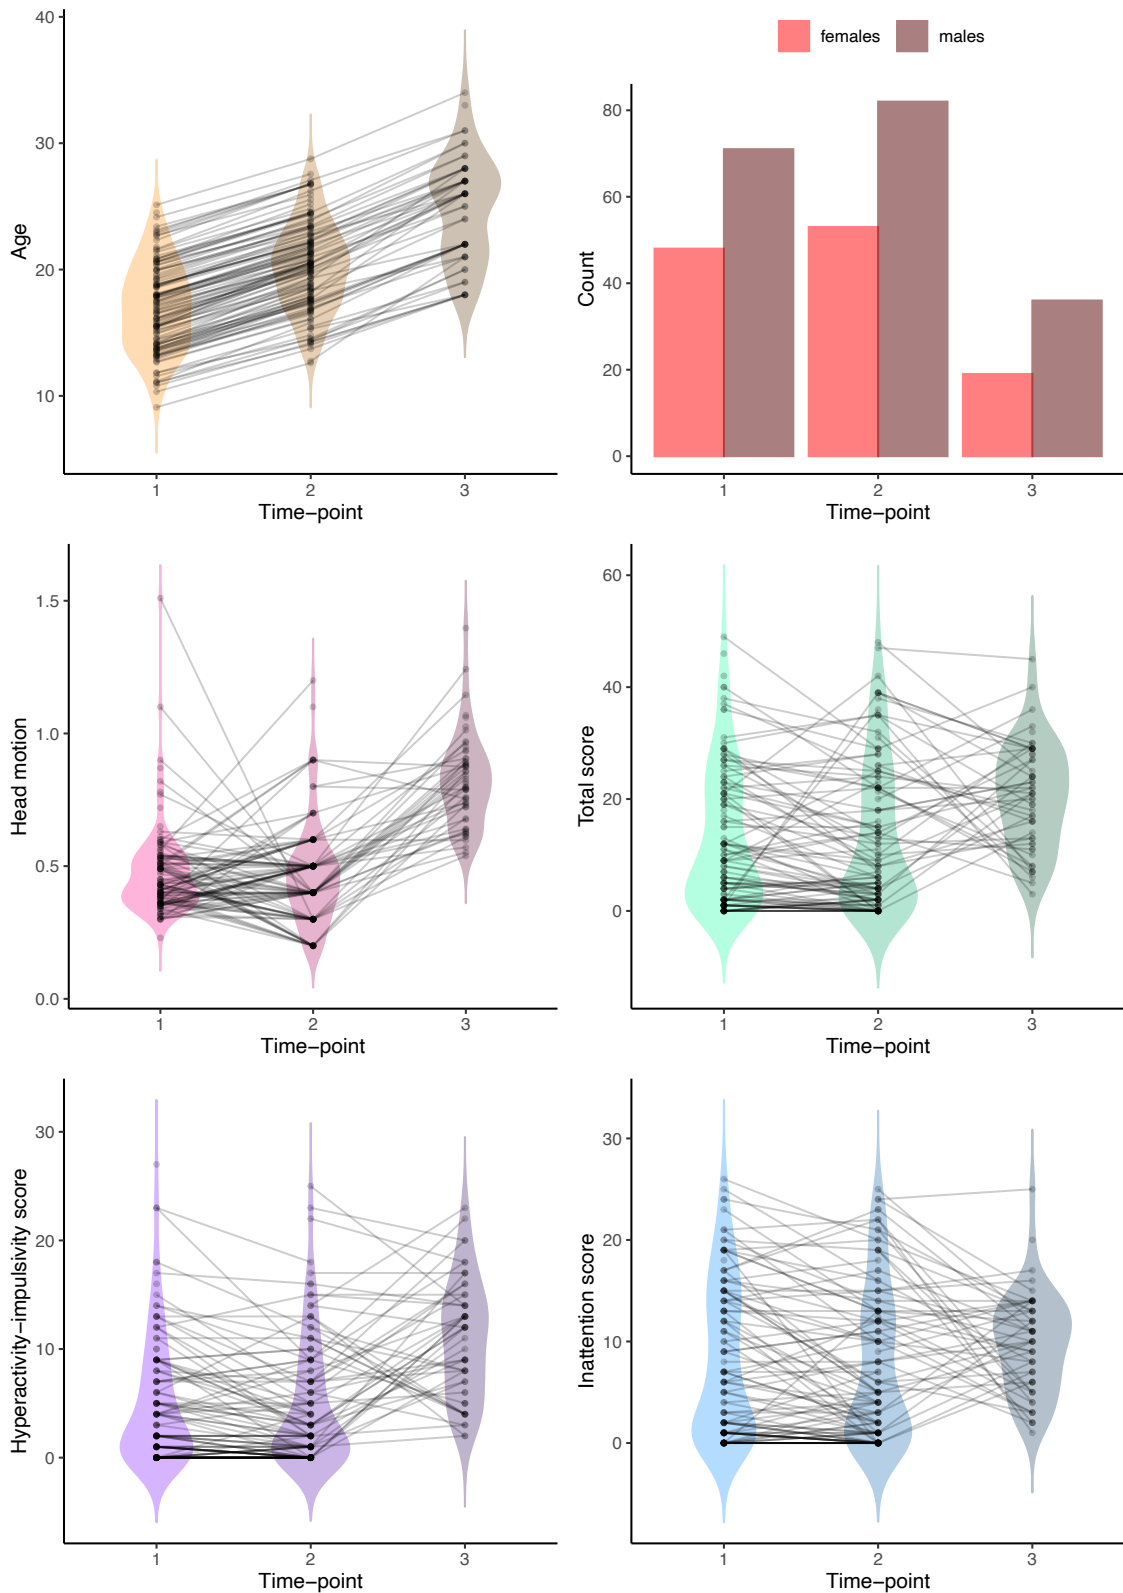 40
30
20
10
Age
1 2 3
Time−point
females males
80
60
40
20
0
Count
1 2 3
Time−point
1.5
1.0
0.5
0.0
Head motion
1 2 3
Time−point
60
40
20
0
Total score
1 2 3
Time−point
30
20
10
0
Hyperactivity−impulsivity score
1 2 3
Time−point
30
20
10
0
Inattention score
1 2 3
Time−point